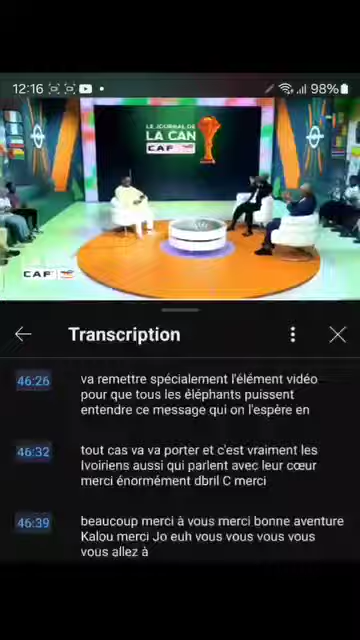 12:16
98%
LE JOURNAL DE
LA CAN
CAF
CAF
Transcription
46:26
va remettre spécialement l'élément vidéo
pour que tous les éléphants puissent
entendre ce message qui on l'espère en
46:32
tout cas va va porter et c'est vraiment les
Ivoiriens aussi qui parlent avec leur cœur
merci énormément dbril C merci
46:39
beaucoup merci à vous merci bonne aventure
Kalou merci Jo euh vous vous vous vous
vous allez à